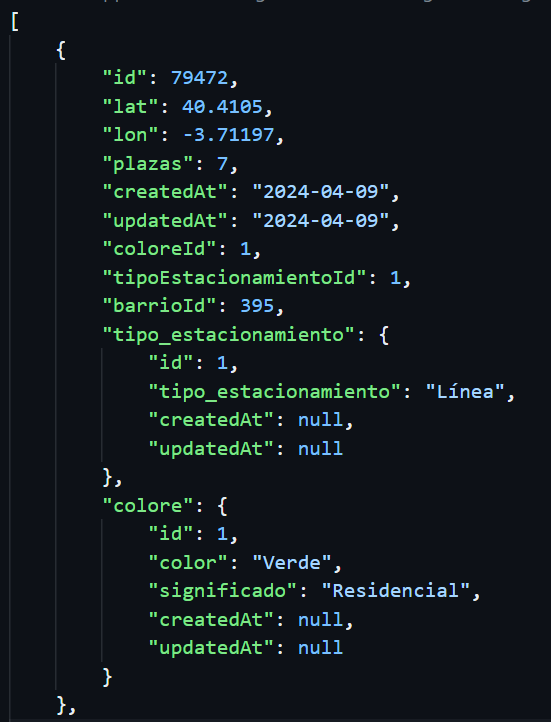 [
    {
        "id": 79472,
        "lat": 40.4105,
        "lon": -3.71197,
        "plazas": 7,
        "createdAt": "2024-04-09",
        "updatedAt": "2024-04-09",
        "coloreId": 1,
        "tipoEstacionamientoId": 1,
        "barrioId": 395,
        "tipo_estacionamiento": {
            "id": 1,
            "tipo_estacionamiento": "Línea",
            "createdAt": null,
            "updatedAt": null
        },
        "colore": {
            "id": 1,
            "color": "Verde",
            "significado": "Residencial",
            "createdAt": null,
            "updatedAt": null
        }
    },